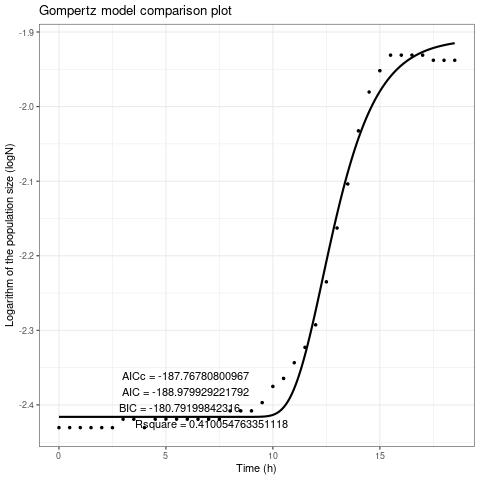 Gompertz model comparison plot
Logarithm of the population size (logN)
-1.9
-2.0
-2.1
-2.2
-2.3
-2.4
AICc = -187.76780800967
AIC = -188.979929221792
BIC = -180.79199842316
Rsquare = 0.410054763351118
0 5 10 15
Time (h)